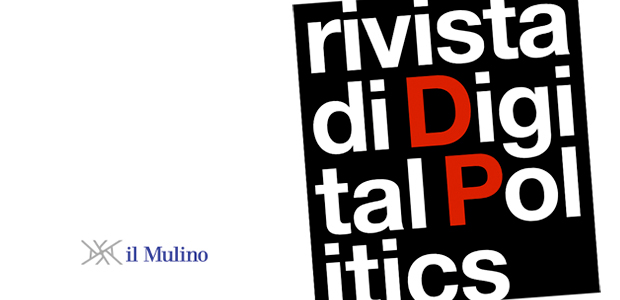 rivista
di Digi
tal Pol
itics
il Mulino